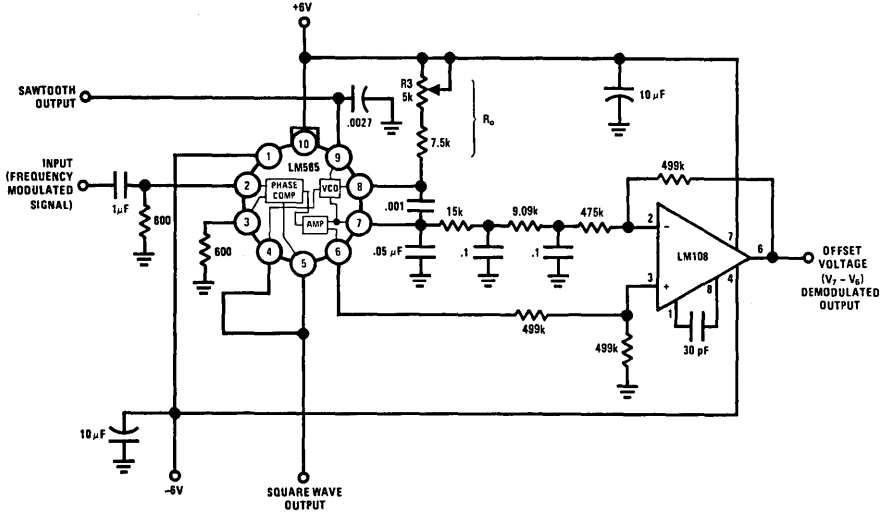 +6V
SAWTOOTH
OUTPUT
.0027
R3
5k
R₀
10 μF
7.5k
10
1
9
LM565
INPUT
(FREQUENCY
MODULATED
SIGNAL)
1μF
600
2
PHASE
COMP
VCO
8
.001
3
AMP
7
600
4
5
6
15k
9.09k
475k
499k
.05 μF
.1
.1
2
−
7
LM108
6
3
+
4
8
1
30 pF
OFFSET
VOLTAGE
(V₇ − V₆)
DEMODULATED
OUTPUT
499k
499k
10 μF
−6V
SQUARE WAVE
OUTPUT